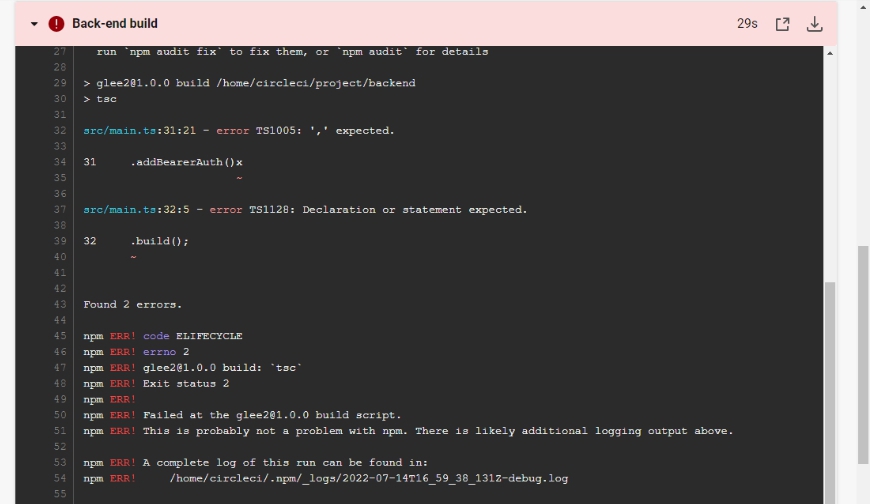 Back-end build 29s
27 run `npm audit fix` to fix them, or `npm audit` for details
28
29 > glee2@1.0.0 build /home/circleci/project/backend
30 > tsc
31
32 src/main.ts:31:21 - error TS1005: ',' expected.
33
34 31 .addBearerAuth()x
35 ~
36
37 src/main.ts:32:5 - error TS1128: Declaration or statement expected.
38
39 32 .build();
40 ~
41
42
43 Found 2 errors.
44
45 npm ERR! code ELIFECYCLE
46 npm ERR! errno 2
47 npm ERR! glee2@1.0.0 build: `tsc`
48 npm ERR! Exit status 2
49 npm ERR!
50 npm ERR! Failed at the glee2@1.0.0 build script.
51 npm ERR! This is probably not a problem with npm. There is likely additional logging output above.
52
53 npm ERR! A complete log of this run can be found in:
54 npm ERR! /home/circleci/.npm/_logs/2022-07-14T16_59_38_131Z-debug.log
55